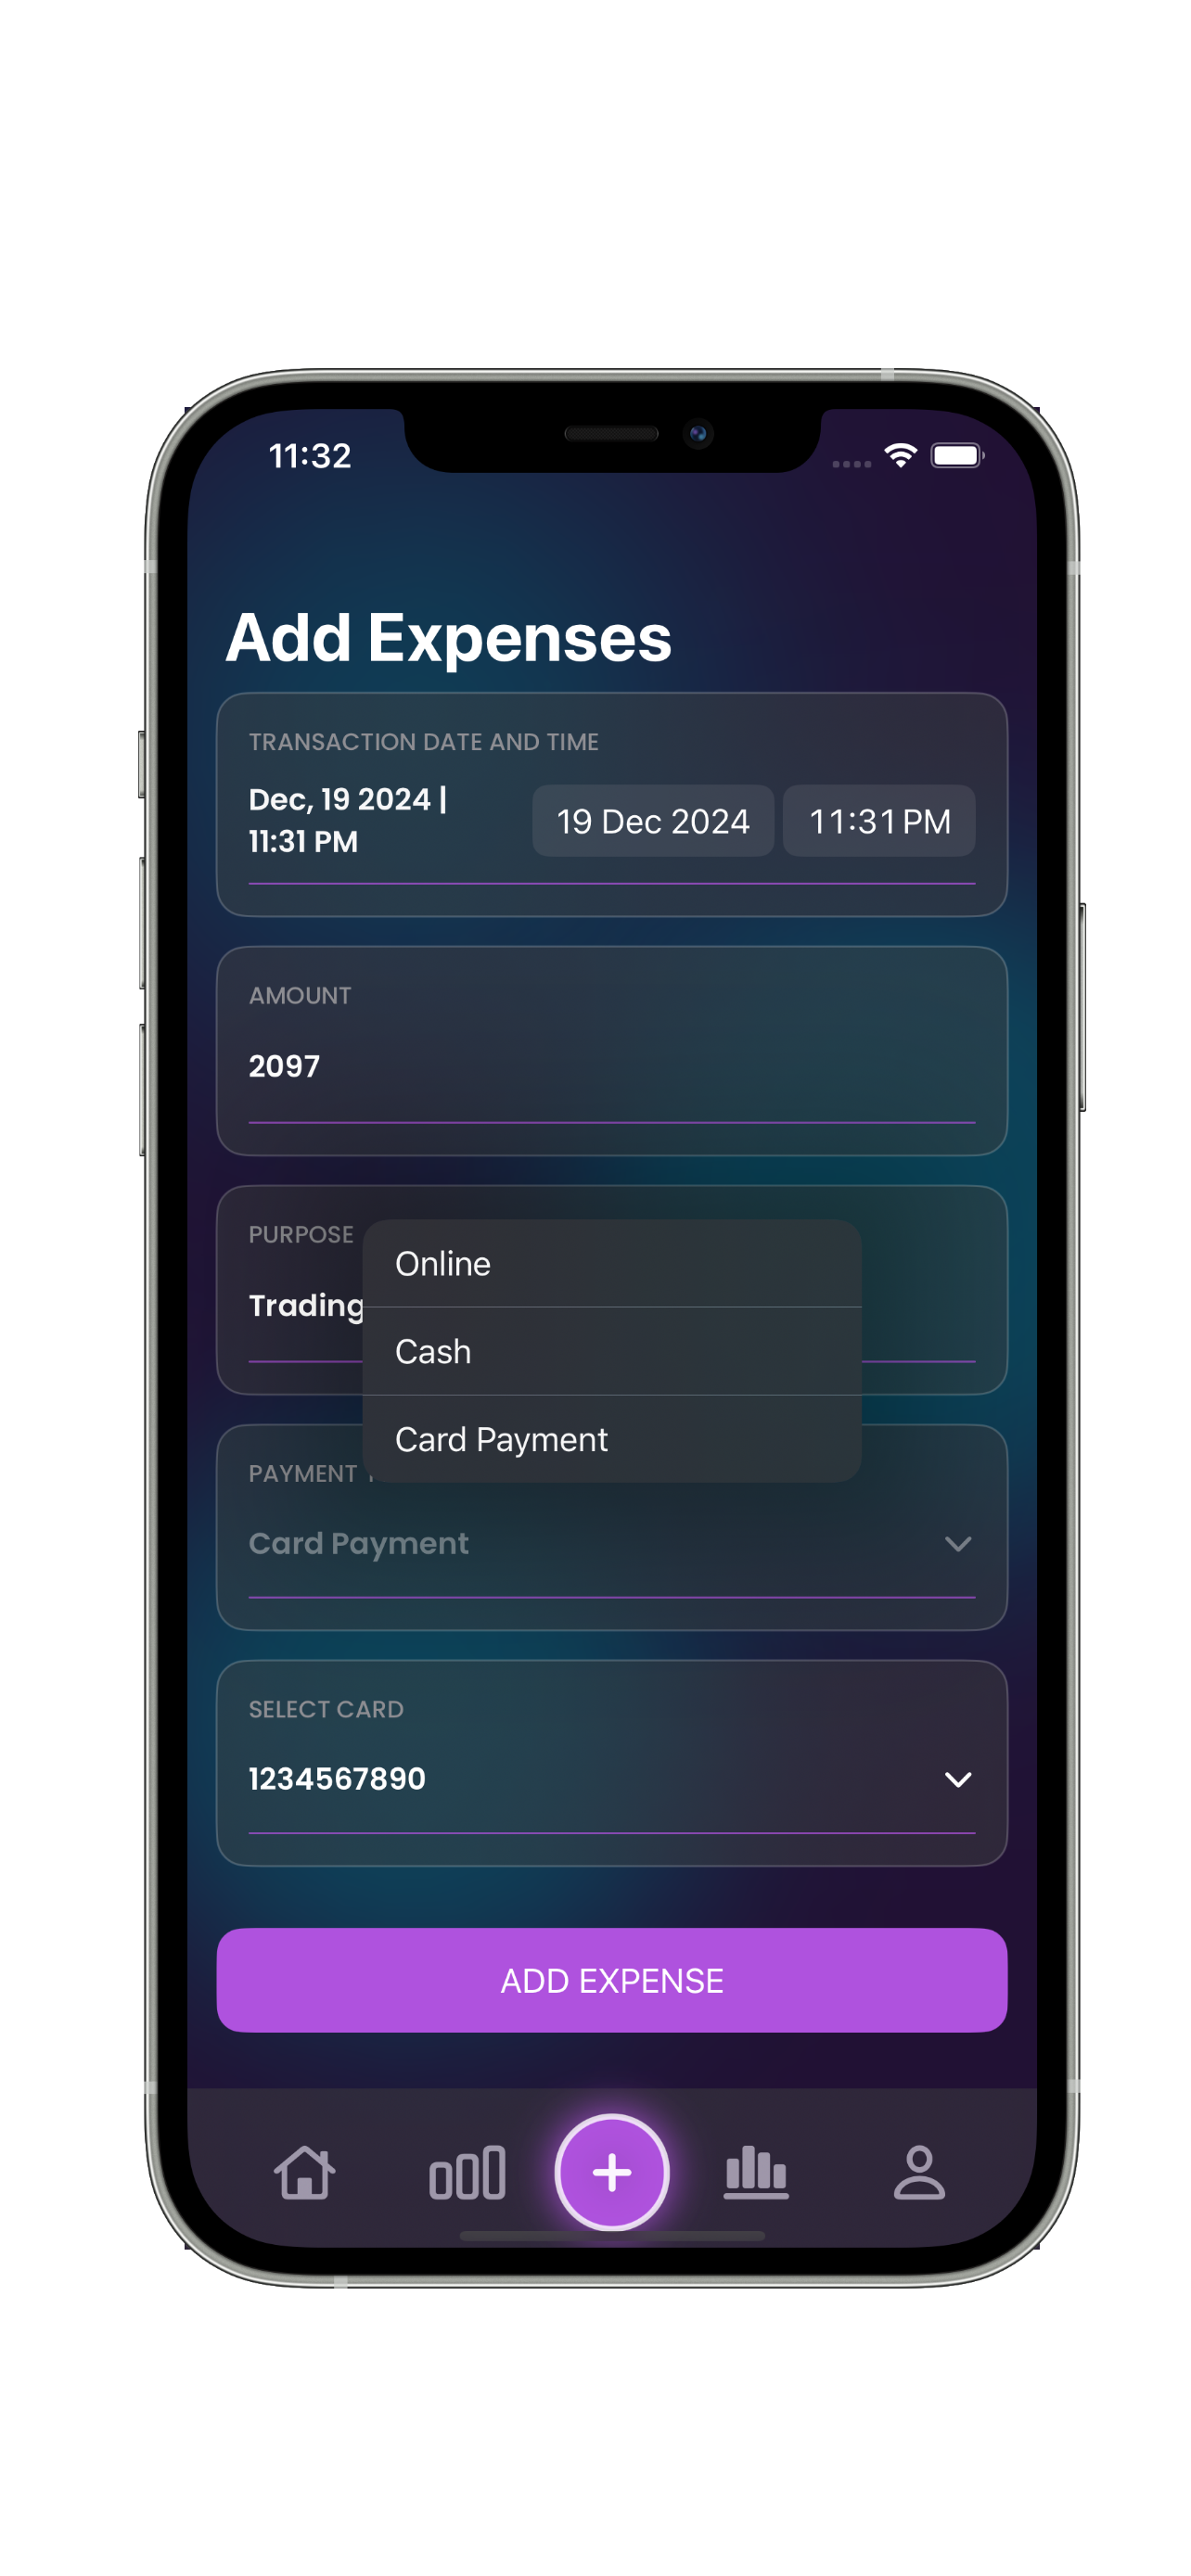 11:32
Add Expenses
TRANSACTION DATE AND TIME
Dec, 19 2024 |
11:31 PM
19 Dec 2024
11:31 PM
AMOUNT
2097
PURPOSE
Trading
Online
Cash
Card Payment
PAYMENT
Card Payment
SELECT CARD
1234567890
ADD EXPENSE